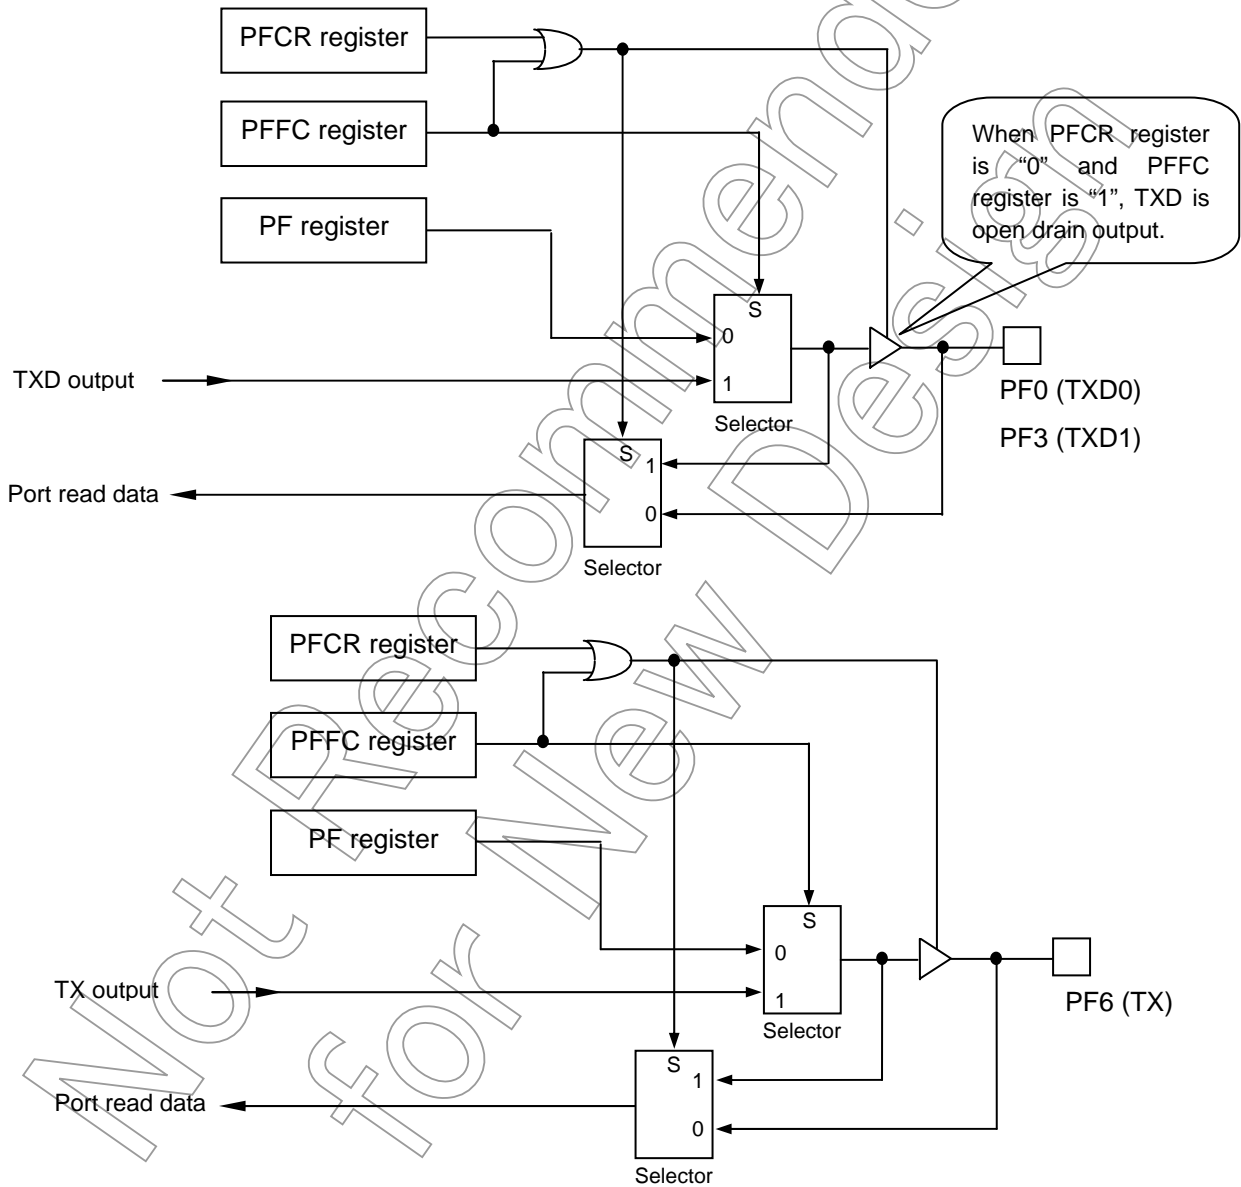 PFCR register
PFFC register
PF register
When PFCR register
is “0” and PFFC
register is “1”, TXD is
open drain output.
S
0
1
TXD output
Selector
PF0 (TXD0)
PF3 (TXD1)
S
1
0
Port read data
Selector
PFCR register
PFFC register
PF register
S
0
1
TX output
Selector
PF6 (TX)
S
1
0
Port read data
Selector
Not Recommended
for New Design